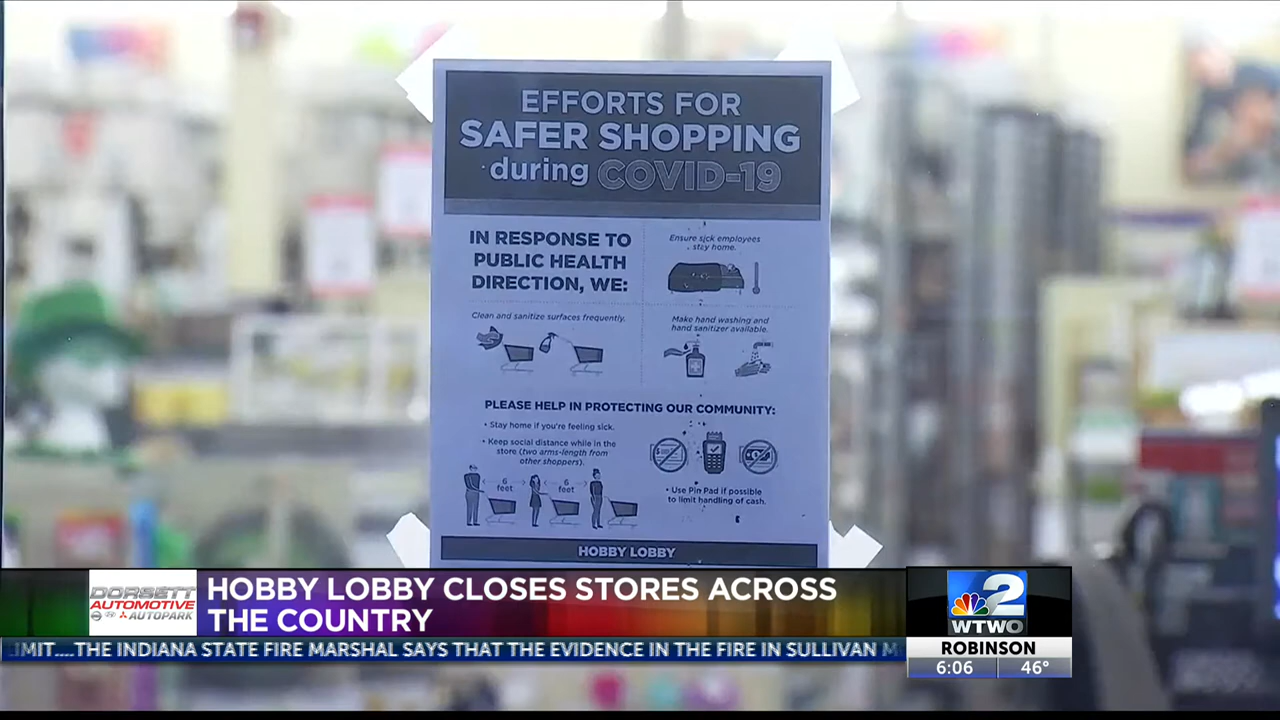 EFFORTS FOR
SAFER SHOPPING
during COVID-19
IN RESPONSE TO
PUBLIC HEALTH
DIRECTION, WE:
Ensure sick employees
stay home.
Clean and sanitize surfaces frequently.
Make hand washing and
hand sanitizer available.
PLEASE HELP IN PROTECTING OUR COMMUNITY:
• Stay home if you're feeling sick.
• Keep social distance while in the
store (two arms-length from
other shoppers).
6 feet
6 feet
• Use Pin Pad if possible
to limit handling of cash.
HOBBY LOBBY
DORSETT
AUTOMOTIVE
AUTOPARK
HOBBY LOBBY CLOSES STORES ACROSS
THE COUNTRY
2
WTWO
ROBINSON
6:06 46°
IMIT....THE INDIANA STATE FIRE MARSHAL SAYS THAT THE EVIDENCE IN THE FIRE IN SULLIVAN M